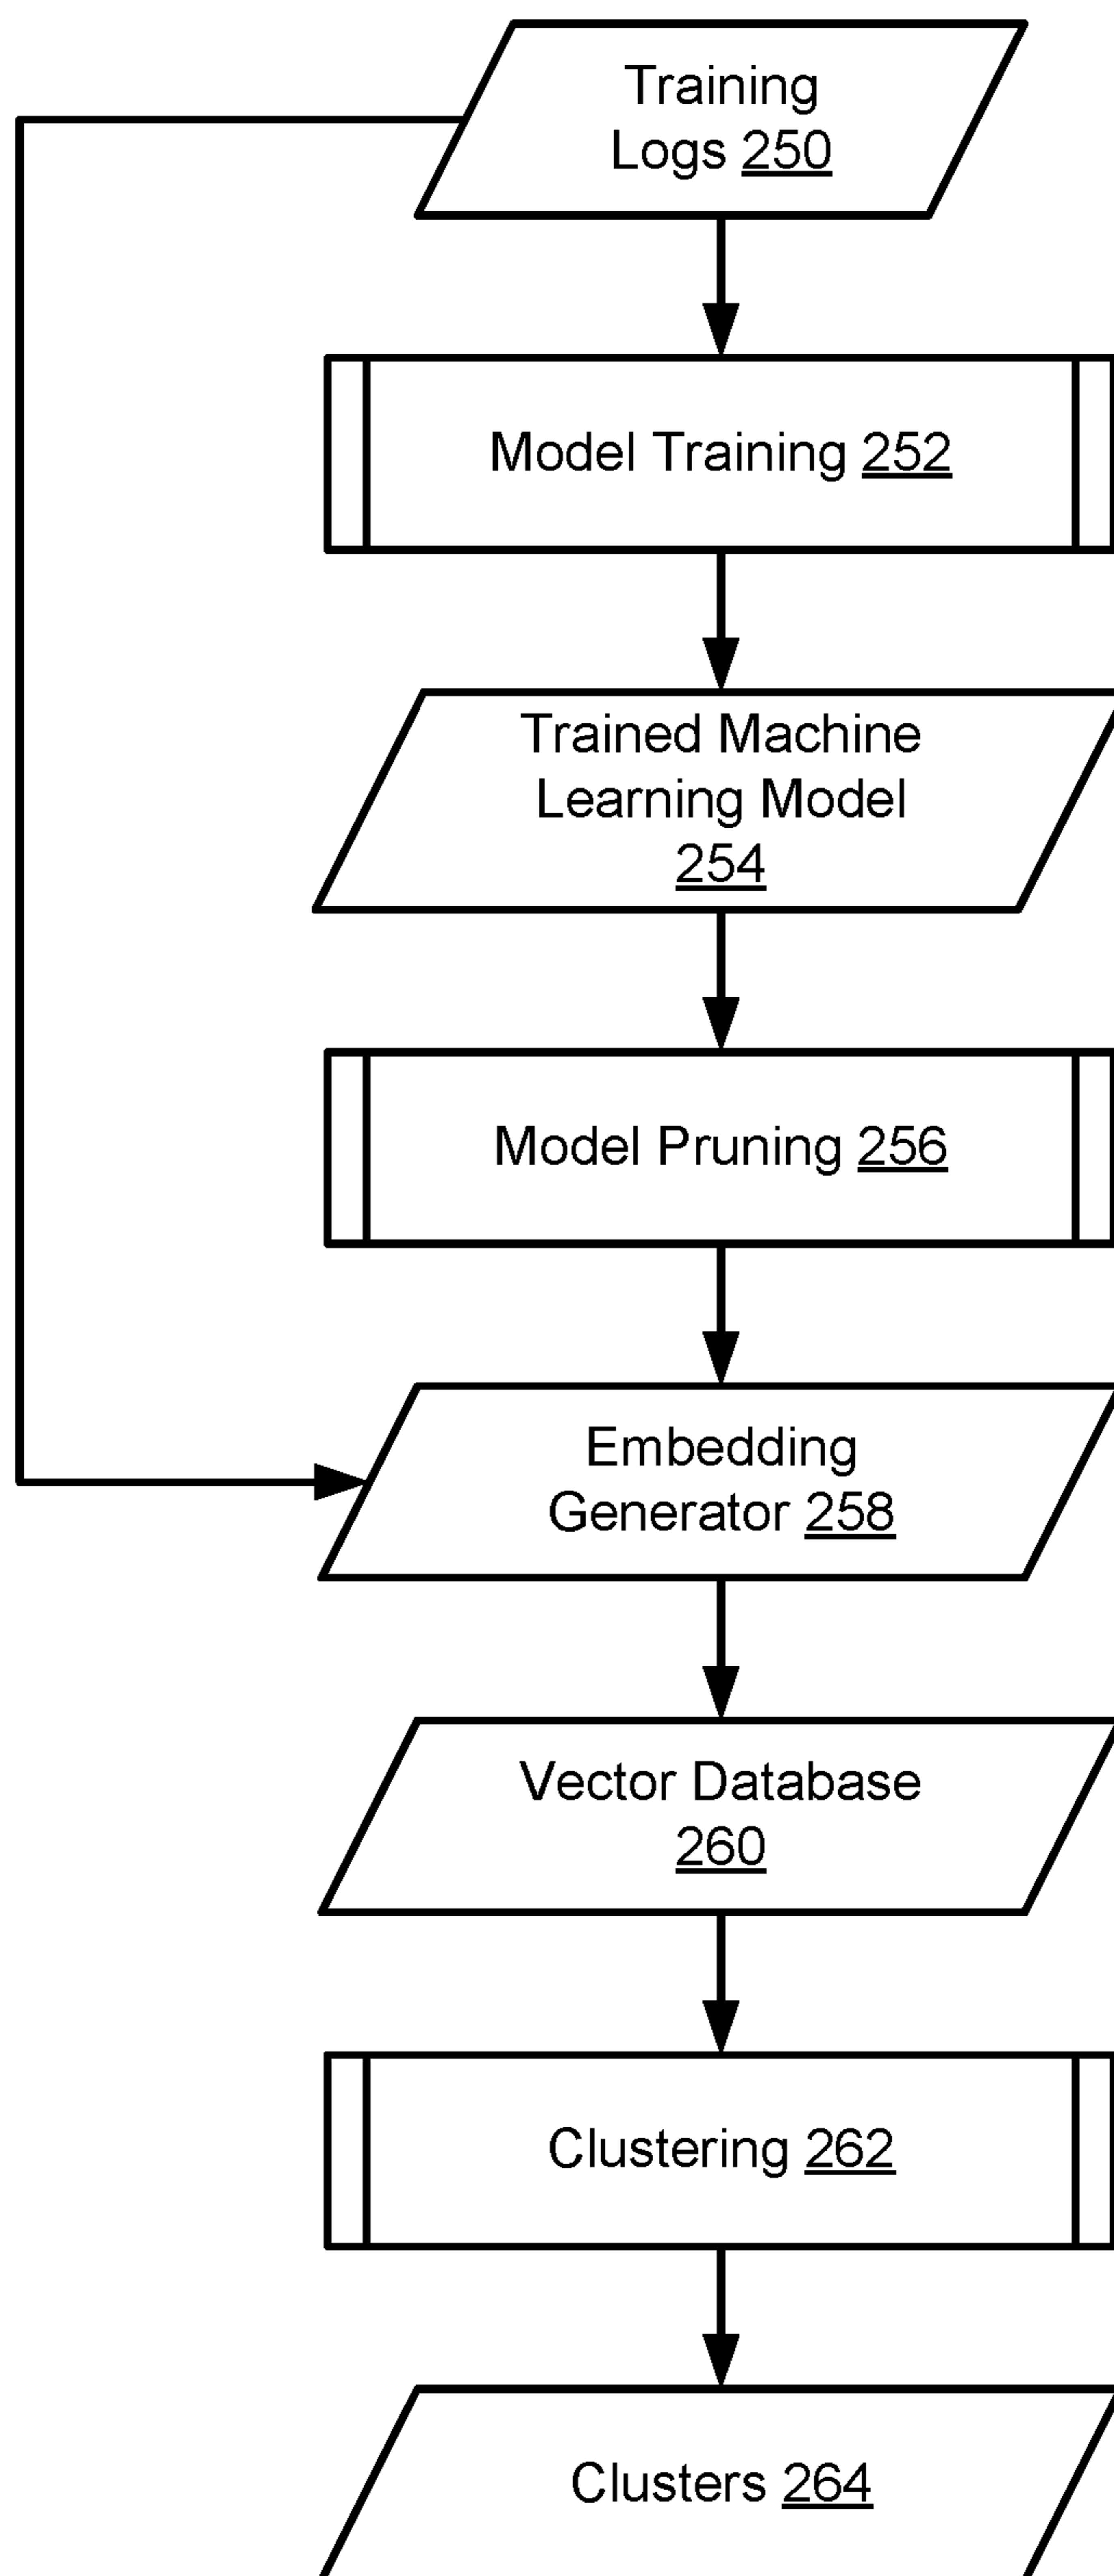 Training
Logs 250
Model Training 252
Trained Machine
Learning Model
254
Model Pruning 256
Embedding
Generator 258
Vector Database
260
Clustering 262
Clusters 264